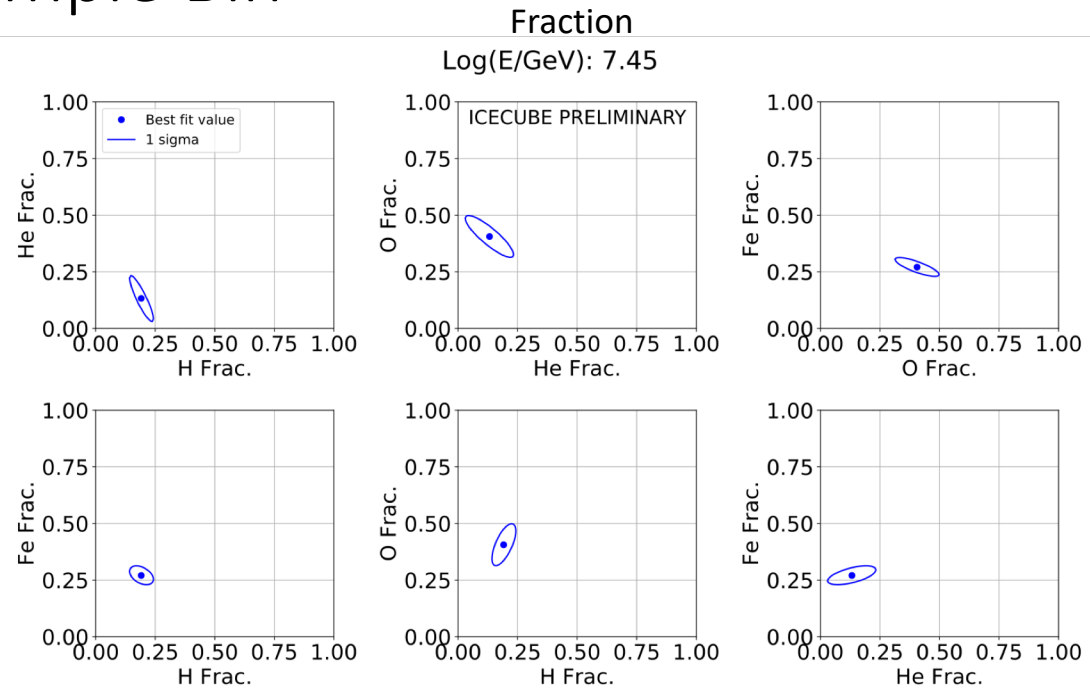 Fraction
Log(E/GeV): 7.45
1.00
0.75
0.50
0.25
0.00
He Frac.
Best fit value
1 sigma
0.00 0.25 0.50 0.75 1.00
H Frac.
1.00
0.75
0.50
0.25
0.00
O Frac.
ICECUBE PRELIMINARY
0.00 0.25 0.50 0.75 1.00
He Frac.
1.00
0.75
0.50
0.25
0.00
Fe Frac.
0.00 0.25 0.50 0.75 1.00
O Frac.
1.00
0.75
0.50
0.25
0.00
Fe Frac.
0.00 0.25 0.50 0.75 1.00
H Frac.
1.00
0.75
0.50
0.25
0.00
O Frac.
0.00 0.25 0.50 0.75 1.00
H Frac.
1.00
0.75
0.50
0.25
0.00
Fe Frac.
0.00 0.25 0.50 0.75 1.00
He Frac.